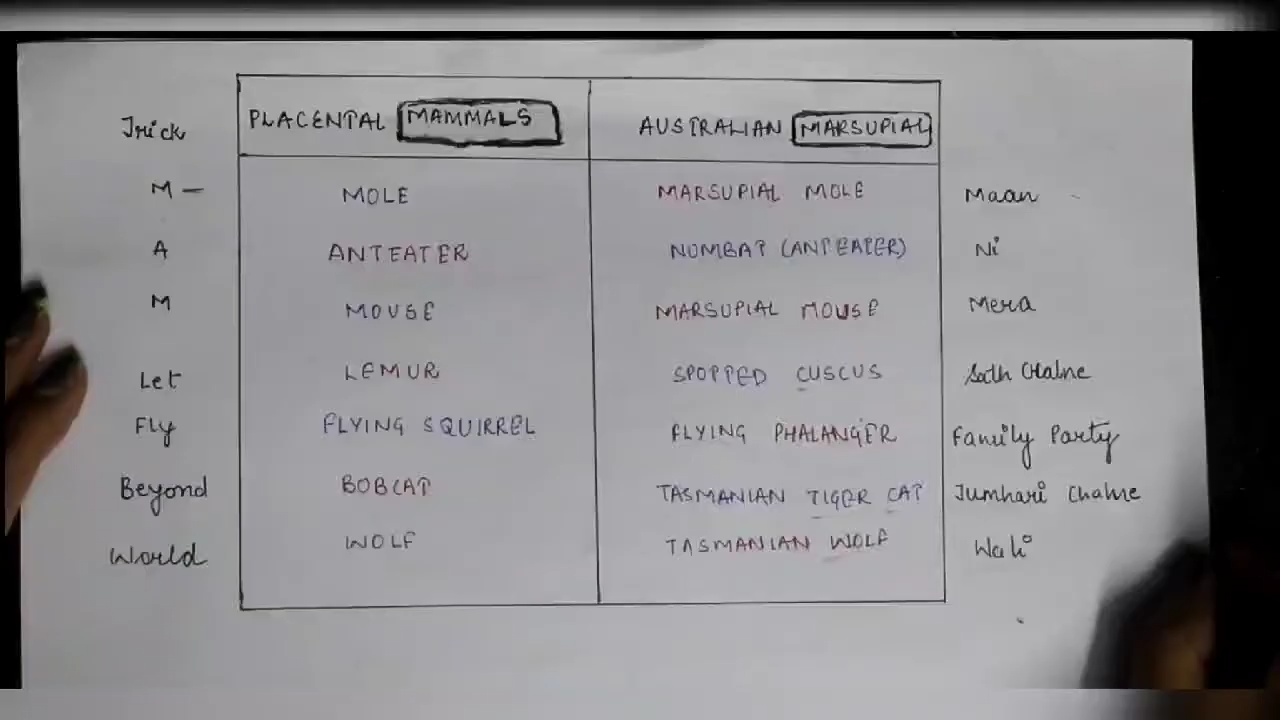 Trick PLACENTAL MAMMALS AUSTRALIAN MARSUPIAL
M – MOLE MARSUPIAL MOLE Maan
A ANTEATER NUMBAT (ANTEATER) Ni
M MOUSE MARSUPIAL MOUSE Mera
Let LEMUR SPOTTED CUSCUS Sath Chalne
Fly FLYING SQUIRREL FLYING PHALANGER Family Party
Beyond BOBCAT TASMANIAN TIGER CAT Tumhari Chalne
World WOLF TASMANIAN WOLF Wali